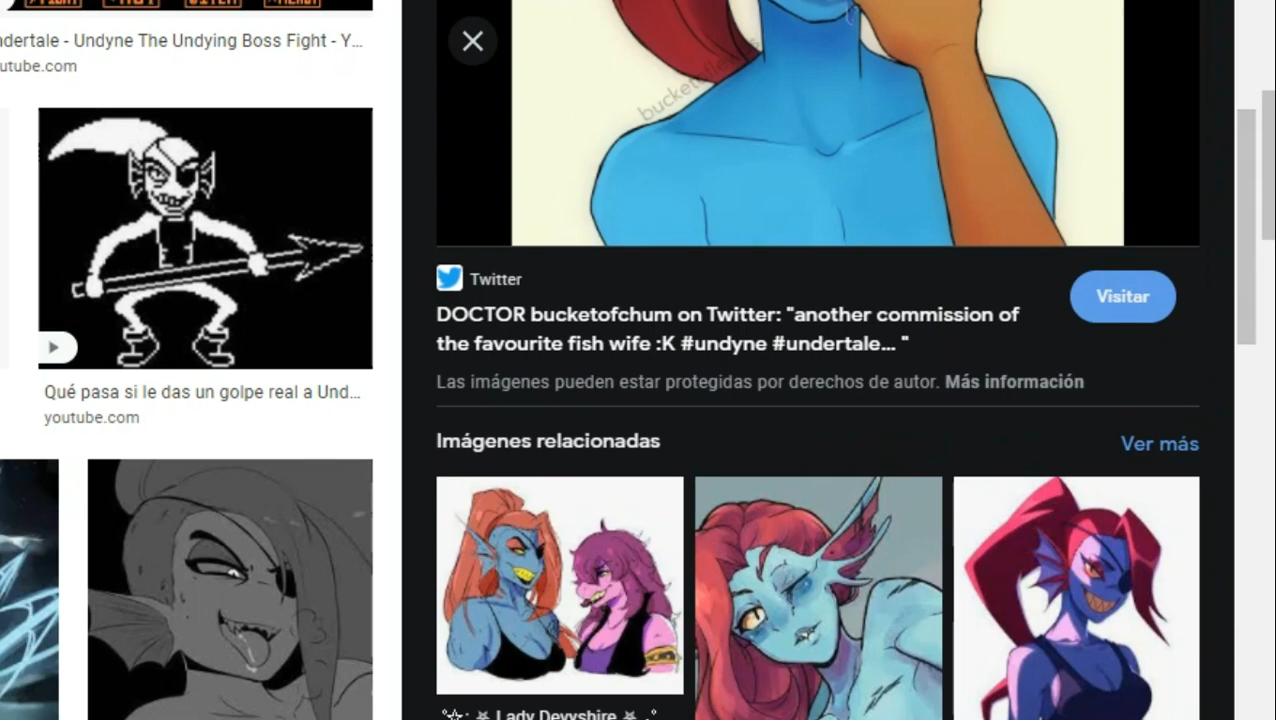 ndertale - Undyne The Undying Boss Fight - Y...
utube.com
Qué pasa si le das un golpe real a Und...
youtube.com
Twitter
Visitar
DOCTOR bucketofchum on Twitter: "another commission of
the favourite fish wife :K #undyne #undertale... "
Las imágenes pueden estar protegidas por derechos de autor. Más información
Imágenes relacionadas
Ver más
Lady Devyshire